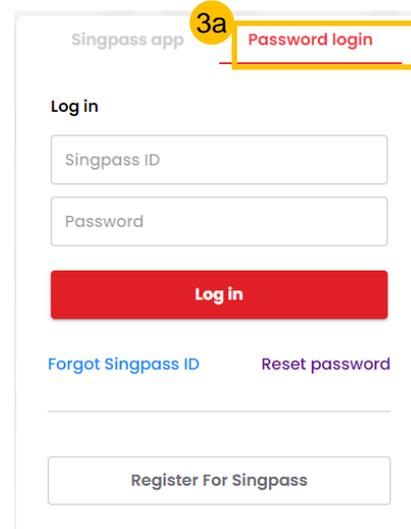 Singpass app 3a Password login
Log in
Singpass ID
Password
Log in
Forgot Singpass ID Reset password
Register For Singpass